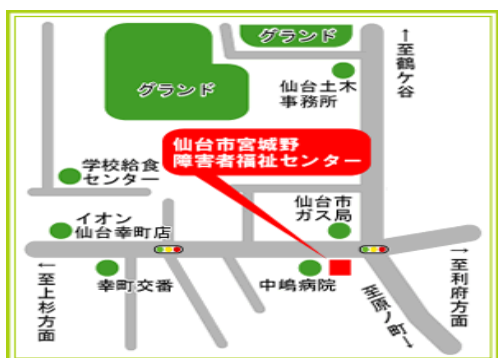 グランド
↑至鶴ケ谷
グランド
仙台土木
事務所
仙台市宮城野
障害者福祉センター
学校給食
センター
仙台市
ガス局
イオン
仙台幸町店
←至上杉方面
幸町交番
中嶋病院
至原ノ町→
→至利府方面